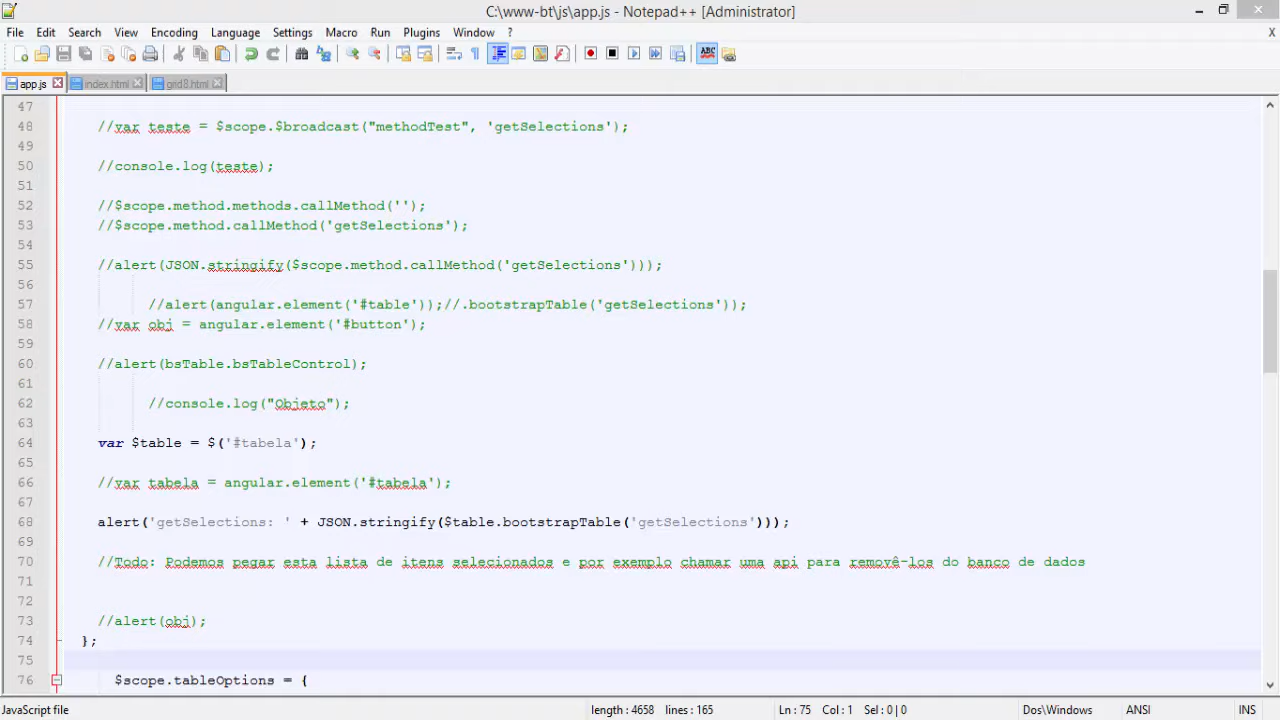 C:\www-bt\js\app.js - Notepad++ [Administrator]
File Edit Search View Encoding Language Settings Macro Run Plugins Window ? X
ABC
app.js index.html grid8.html
47
48 //var teste = $scope.$broadcast("methodTest", 'getSelections');
49
50 //console.log(teste);
51
52 //$scope.method.methods.callMethod('');
53 //$scope.method.callMethod('getSelections');
54
55 //alert(JSON.stringify($scope.method.callMethod('getSelections')));
56
57 //alert(angular.element('#table'));//.bootstrapTable('getSelections'));
58 //var obj = angular.element('#button');
59
60 //alert(bsTable.bsTableControl);
61
62 //console.log("Objeto");
63
64 var $table = $('#tabela');
65
66 //var tabela = angular.element('#tabela');
67
68 alert('getSelections: ' + JSON.stringify($table.bootstrapTable('getSelections')));
69
70 //Todo: Podemos pegar esta lista de itens selecionados e por exemplo chamar uma api para removê-los do banco de dados
71
72
73 //alert(obj);
74 };
75
76 $scope.tableOptions = {
JavaScript file length : 4658 lines : 165 Ln : 75 Col : 1 Sel : 0 | 0 Dos\Windows ANSI INS